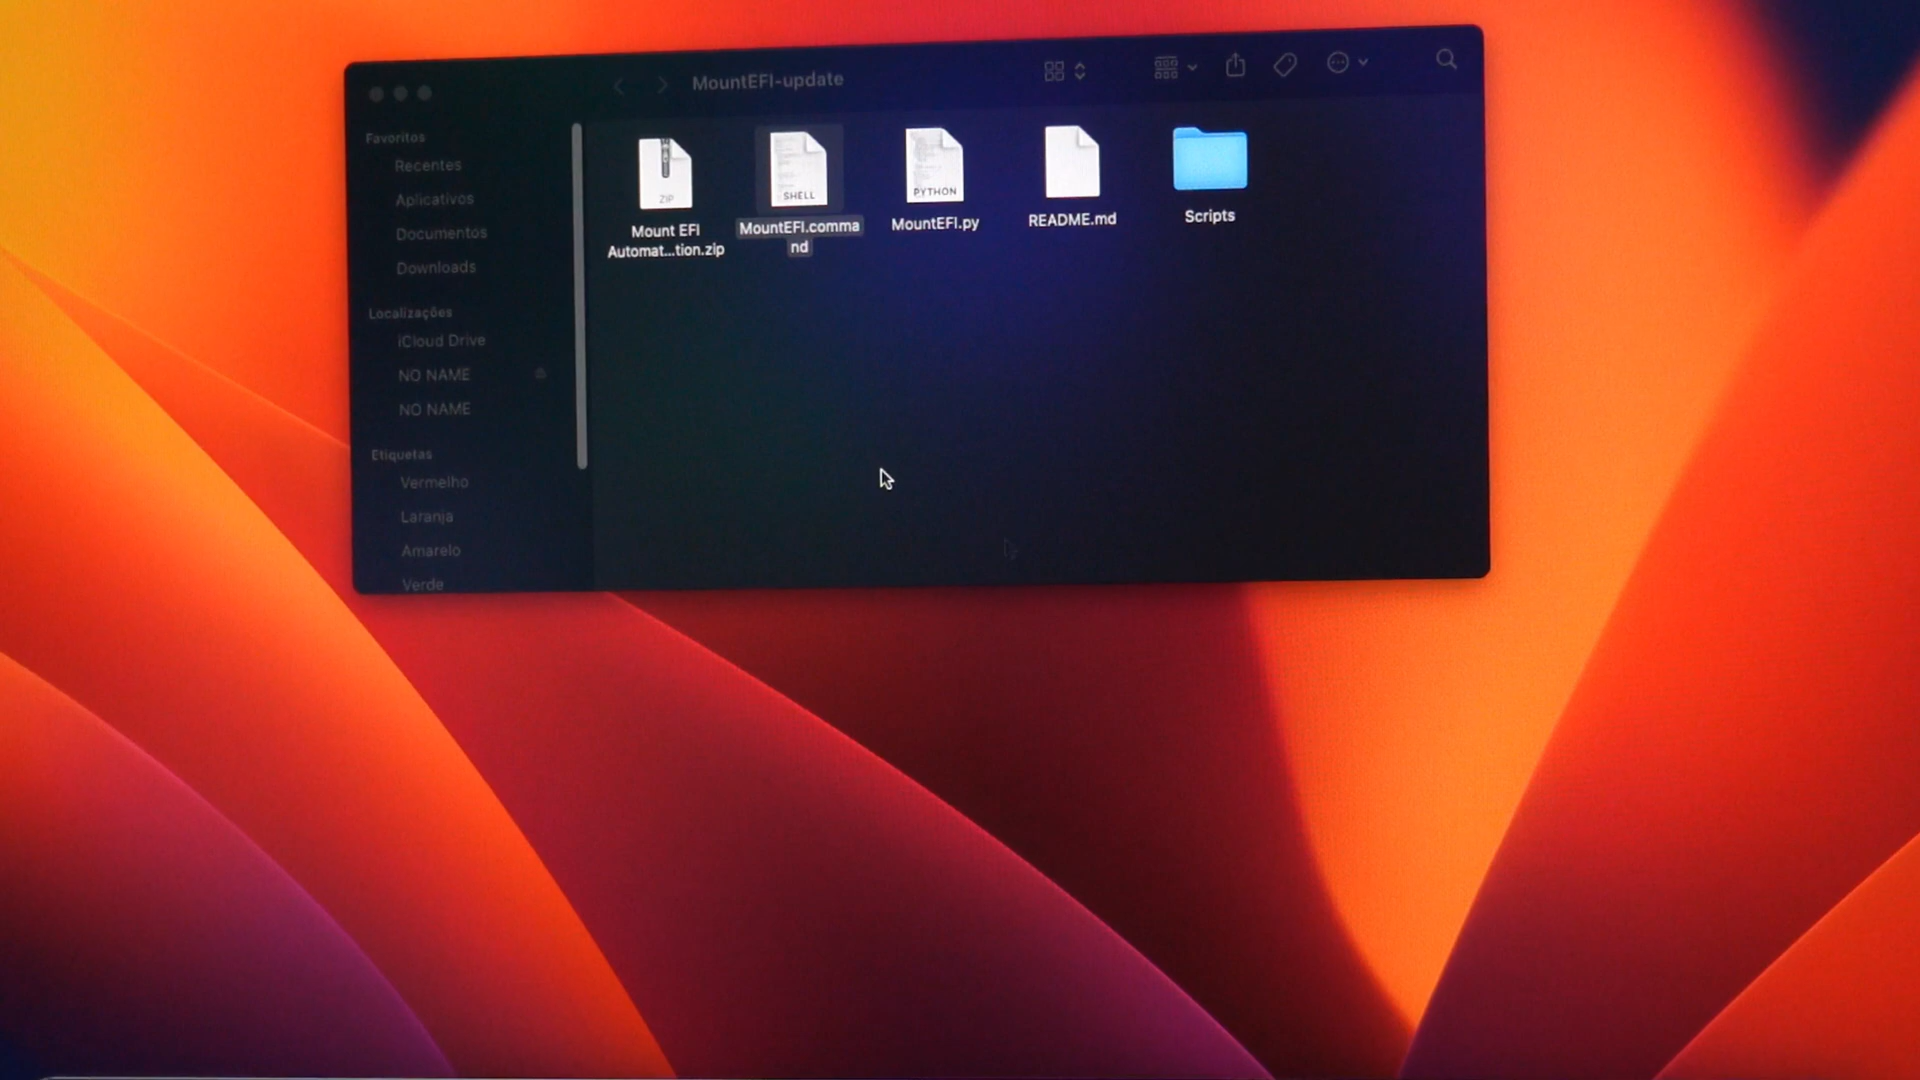 MountEFI-update
Favoritos
Recentes
Aplicativos
Documentos
Downloads
Localizações
iCloud Drive
NO NAME
NO NAME
Etiquetas
Vermelho
Laranja
Amarelo
Verde
ZIP
Mount EFI
Automat...tion.zip
SHELL
MountEFI.comma
nd
PYTHON
MountEFI.py
README.md
Scripts